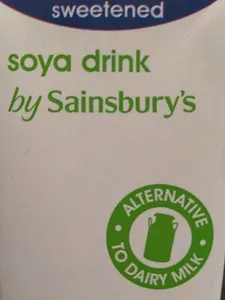 sweetened
soya drink
by Sainsbury's
ALTERNATIVE
TO DAIRY MILK